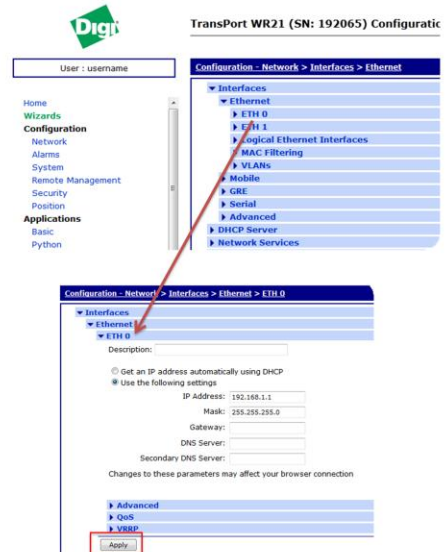 Digi
TransPort WR21 (SN: 192065) Configuratic
User : username
Configuration - Network > Interfaces > Ethernet
Home
Wizards
Configuration
Network
Alarms
System
Remote Management
Security
Position
Applications
Basic
Python
Interfaces
Ethernet
ETH 0
ETH 1
Logical Ethernet Interfaces
MAC Filtering
VLANs
Mobile
GRE
Serial
Advanced
DHCP Server
Network Services
Configuration - Network > Interfaces > Ethernet > ETH 0
Interfaces
Ethernet
ETH 0
Description:
Get an IP address automatically using DHCP
Use the following settings
IP Address: 192.168.1.1
Mask: 255.255.255.0
Gateway:
DNS Server:
Secondary DNS Server:
Changes to these parameters may affect your browser connection
Advanced
QoS
VRRP
Apply